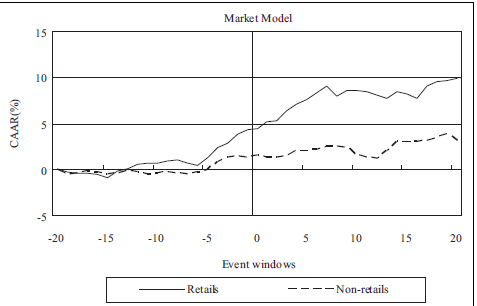 Market Model
15
10
5
0
-5
CAAR(%)
-20 -15 -10 -5 0 5 10 15 20
Event windows
Retails Non-retails